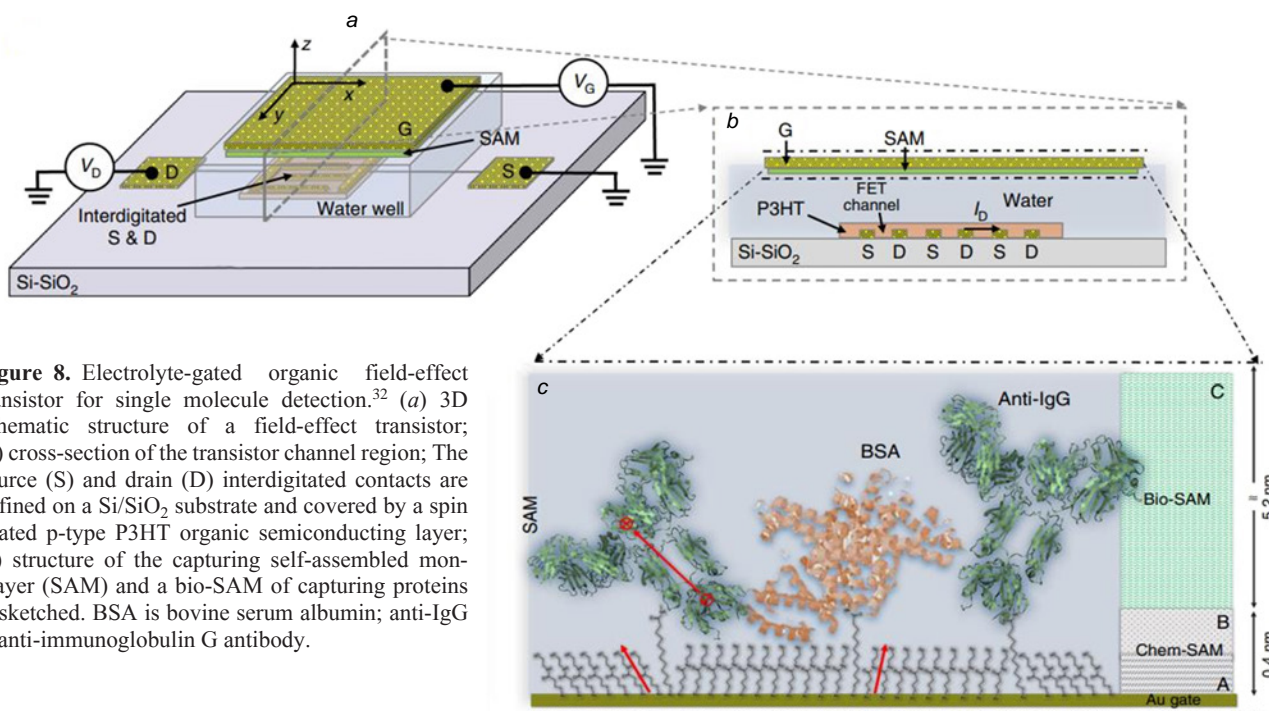 a
z
x
y
V_G
G
SAM
V_D
D
S
Interdigitated
S & D
Water well
Si-SiO2
b
G
SAM
FET
channel
Water
P3HT
I_D
Si-SiO2
S D S D S D
gure 8. Electrolyte-gated organic field-effect
ansistor for single molecule detection.32 (a) 3D
hematic structure of a field-effect transistor;
) cross-section of the transistor channel region; The
urce (S) and drain (D) interdigitated contacts are
fined on a Si/SiO2 substrate and covered by a spin
ated p-type P3HT organic semiconducting layer;
) structure of the capturing self-assembled mon-
ayer (SAM) and a bio-SAM of capturing proteins
sketched. BSA is bovine serum albumin; anti-IgG
anti-immunoglobulin G antibody.
c
Anti-IgG
C
BSA
SAM
Bio-SAM
B
Chem-SAM
A
Au gate